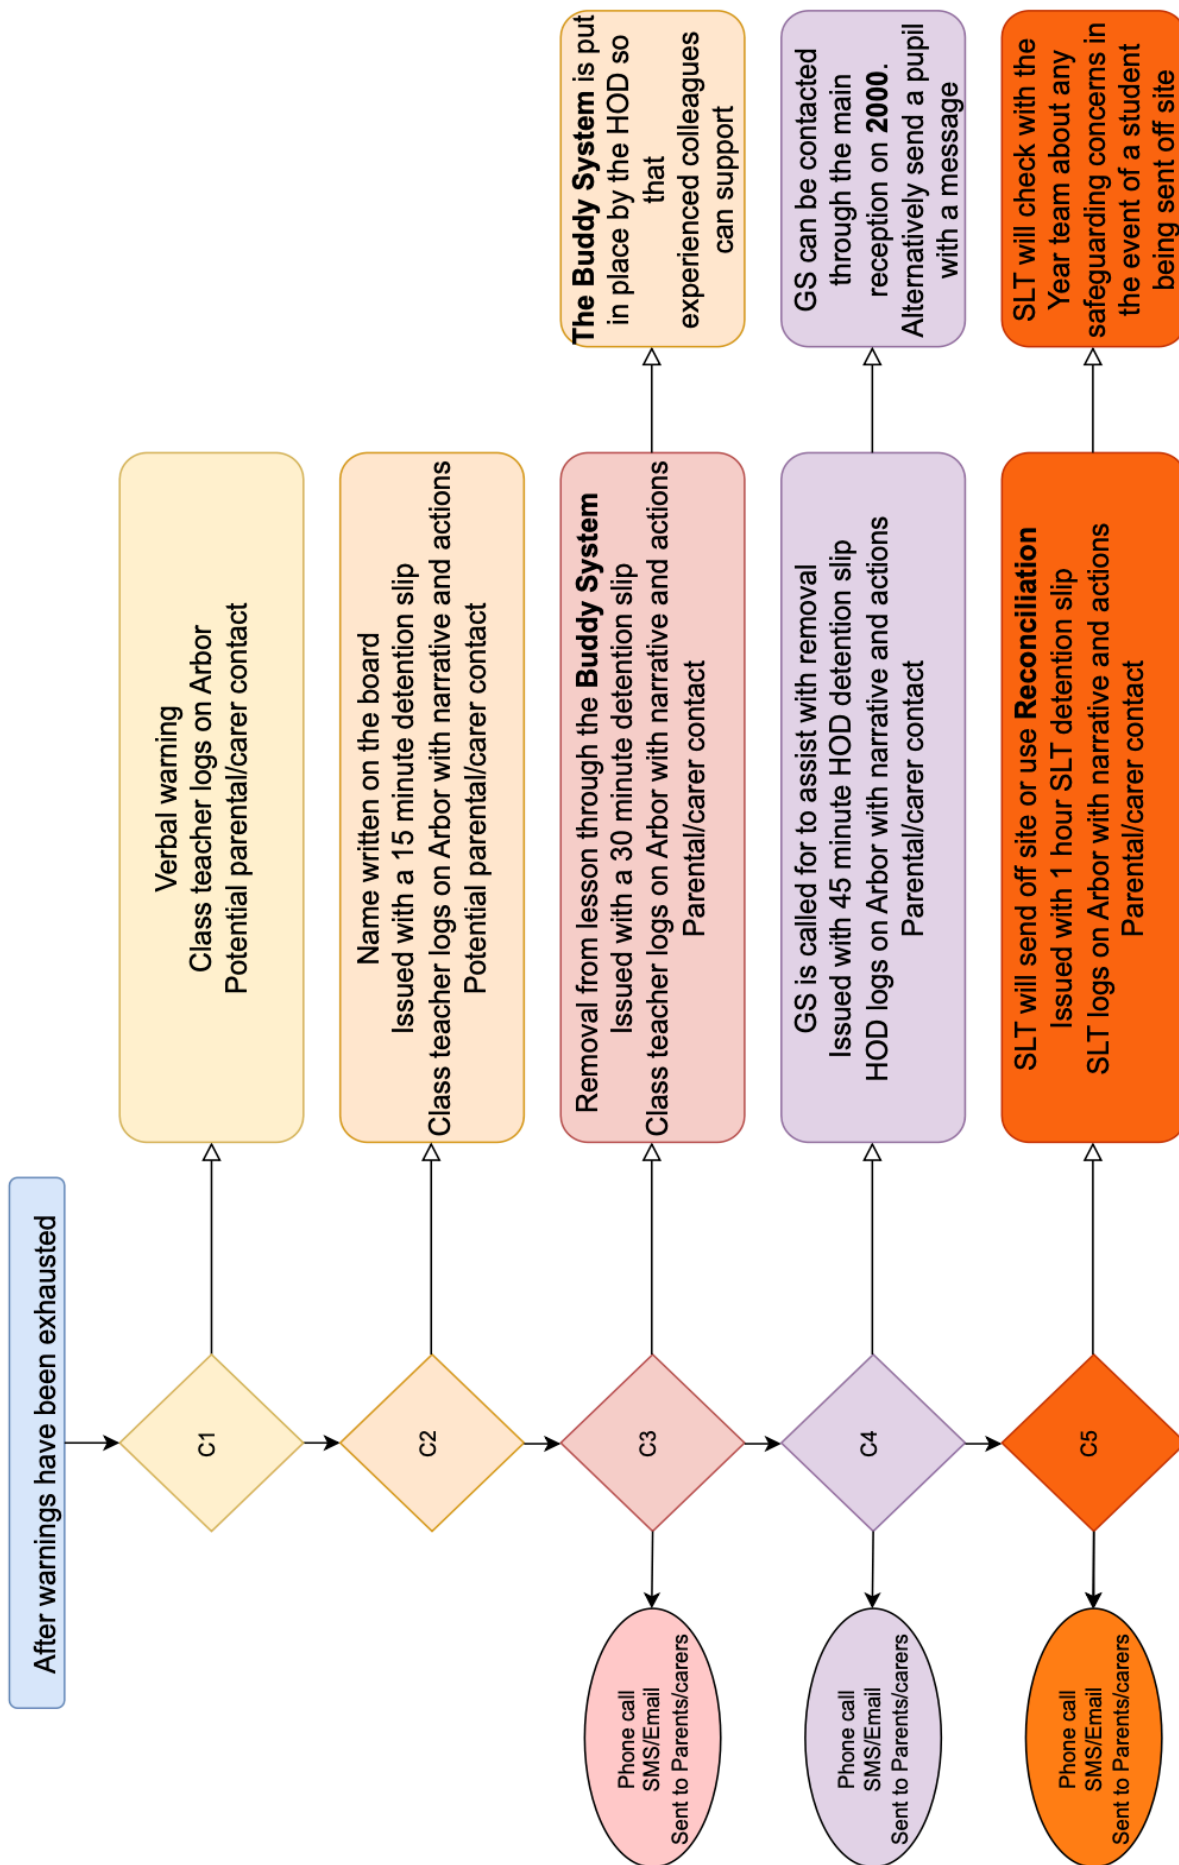 After warnings have been exhausted
C1
Verbal warning
Class teacher logs on Arbor
Potential parental/carer contact
C2
Name written on the board
Issued with a 15 minute detention slip
Class teacher logs on Arbor with narrative and actions
Potential parental/carer contact
Phone call
SMS/Email
Sent to Parents/carers
C3
Removal from lesson through the Buddy System
Issued with a 30 minute detention slip
Class teacher logs on Arbor with narrative and actions
Parental/carer contact
The Buddy System is put
in place by the HOD so
that
experienced colleagues
can support
Phone call
SMS/Email
Sent to Parents/carers
C4
GS is called for to assist with removal
Issued with 45 minute HOD detention slip
HOD logs on Arbor with narrative and actions
Parental/carer contact
GS can be contacted
through the main
reception on 2000.
Alternatively send a pupil
with a message
Phone call
SMS/Email
Sent to Parents/carers
C5
SLT will send off site or use Reconciliation
Issued with 1 hour SLT detention slip
SLT logs on Arbor with narrative and actions
Parental/carer contact
SLT will check with the
Year team about any
safeguarding concerns in
the event of a student
being sent off site